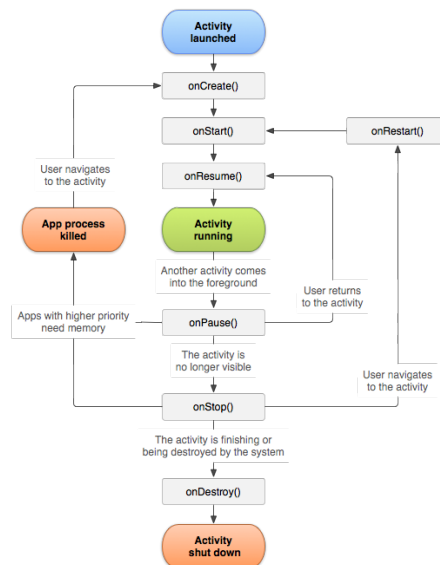 Activity
launched
onCreate()
onStart()
onRestart()
User navigates
to the activity
onResume()
App process
killed
Activity
running
Another activity comes
into the foreground
User returns
to the activity
Apps with higher priority
need memory
onPause()
The activity is
no longer visible
User navigates
to the activity
onStop()
The activity is finishing or
being destroyed by the system
onDestroy()
Activity
shut down